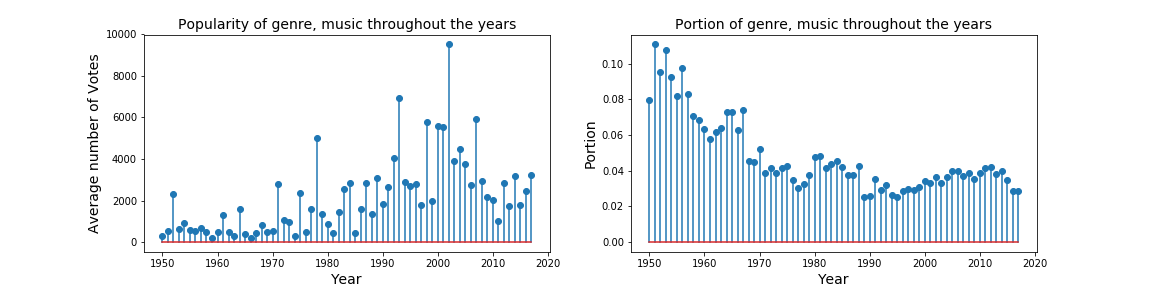 Popularity of genre, music throughout the years
Average number of Votes
10000
8000
6000
4000
2000
0
1950 1960 1970 1980 1990 2000 2010 2020
Year
Portion of genre, music throughout the years
Portion
0.10
0.08
0.06
0.04
0.02
0.00
1950 1960 1970 1980 1990 2000 2010 2020
Year